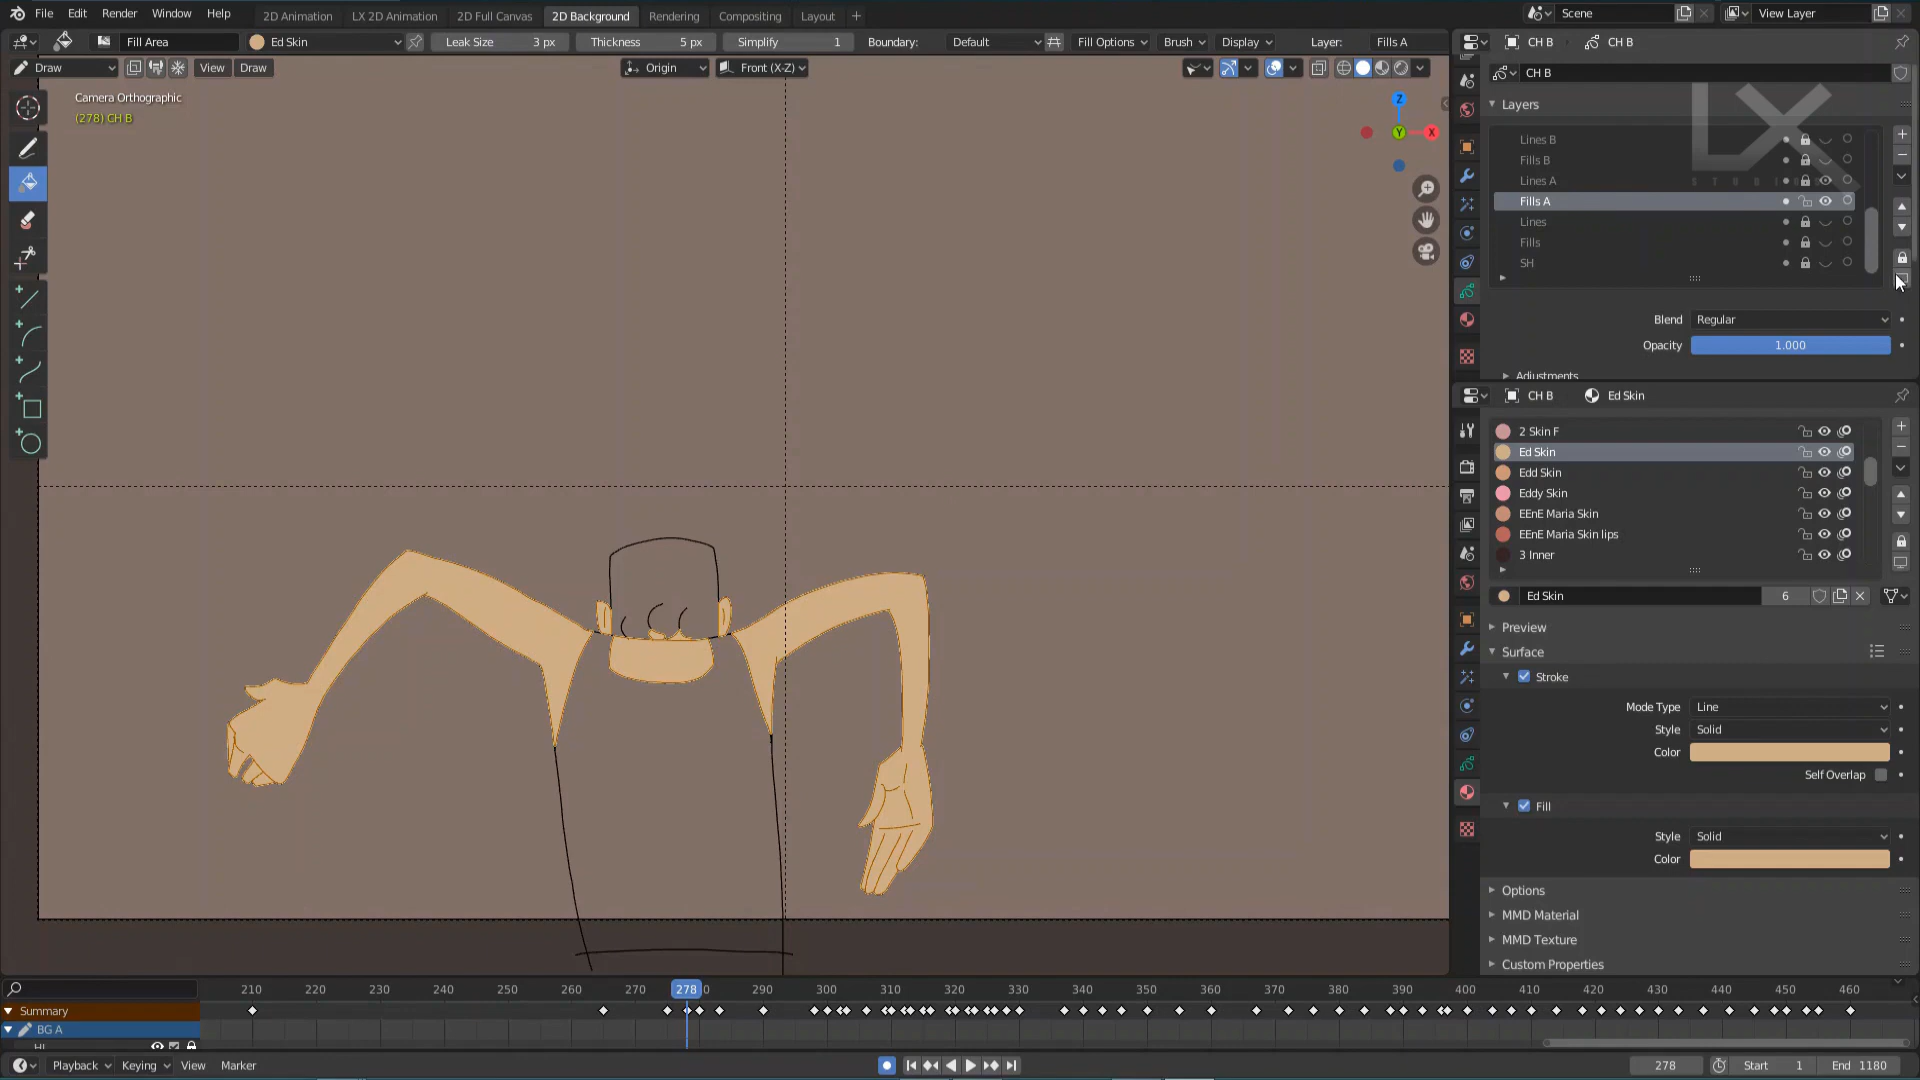 File Edit Render Window Help 2D Animation LX 2D Animation 2D Full Canvas 2D Background Rendering Compositing Layout + Scene View Layer
Fill Area Ed Skin Leak Size 3 px Thickness 5 px Simplify 1 Boundary: Default Fill Options Brush Display Layer: Fills A CH B CH B
Draw View Draw Origin Front (X-Z) CH B
Camera Orthographic
(278) CH B
Z
Y
X
Layers
LX
Lines B
Fills B
Lines A
Fills A
Lines
Fills
SH
Blend Regular
Opacity 1.000
Adjustments
CH B Ed Skin
2 Skin F
Ed Skin
Edd Skin
Eddy Skin
EEnE Maria Skin
EEnE Maria Skin lips
3 Inner
Ed Skin 6
Preview
Surface
Stroke
Mode Type Line
Style Solid
Color
Self Overlap
Fill
Style Solid
Color
Options
MMD Material
MMD Texture
Custom Properties
210 220 230 240 250 260 270 278 290 300 310 320 330 340 350 360 370 380 390 400 410 420 430 440 450 460
Summary
BG A
HI
Playback Keying View Marker 278 Start 1 End 1180